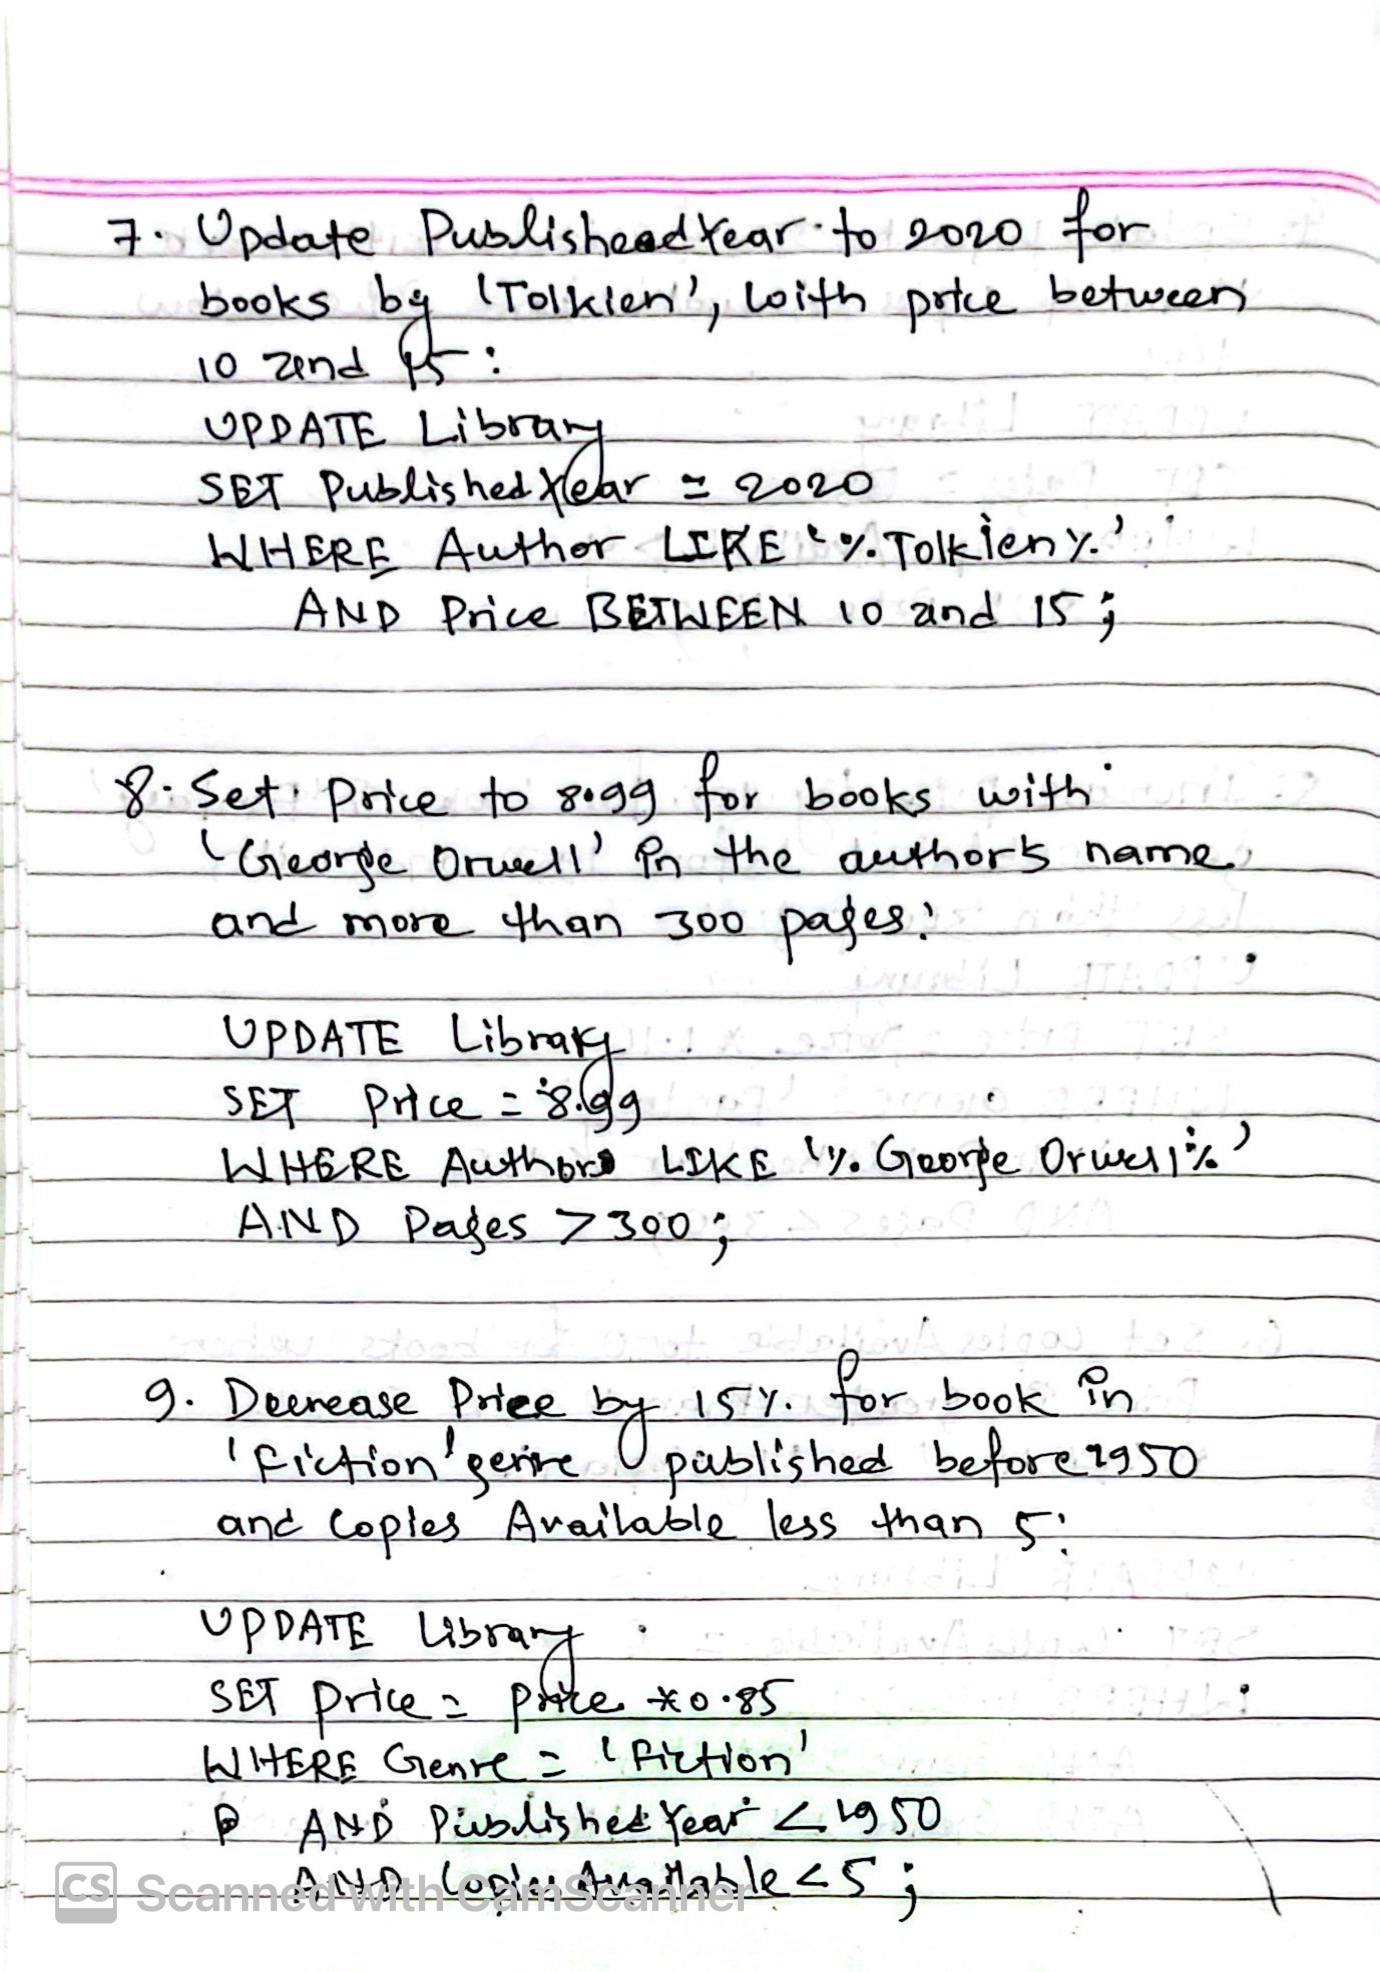 7. Update PublisheadYear to 2020 for
books by 'Tolkien', with price between
10 and 15 :
UPDATE Library
SET PublishedYear = 2020
WHERE Author LIKE '%Tolkien%'
AND Price BETWEEN 10 and 15 ;
8. Set Price to 8.99 for books with
'George Orwell' in the author's name
and more than 300 pages:
UPDATE Library
SET Price = 8.99
WHERE Author LIKE '%George Orwell%'
AND Pages > 300 ;
9. Decrease Price by 15% for book in
'Fiction' genre published before 1950
and Copies Available less than 5:
UPDATE Library
SET Price = Price * 0.85
WHERE Genre = 'Fiction'
AND PublishedYear < 1950
AND CopiesAvailable < 5 ;
CS Scanned with CamScanner